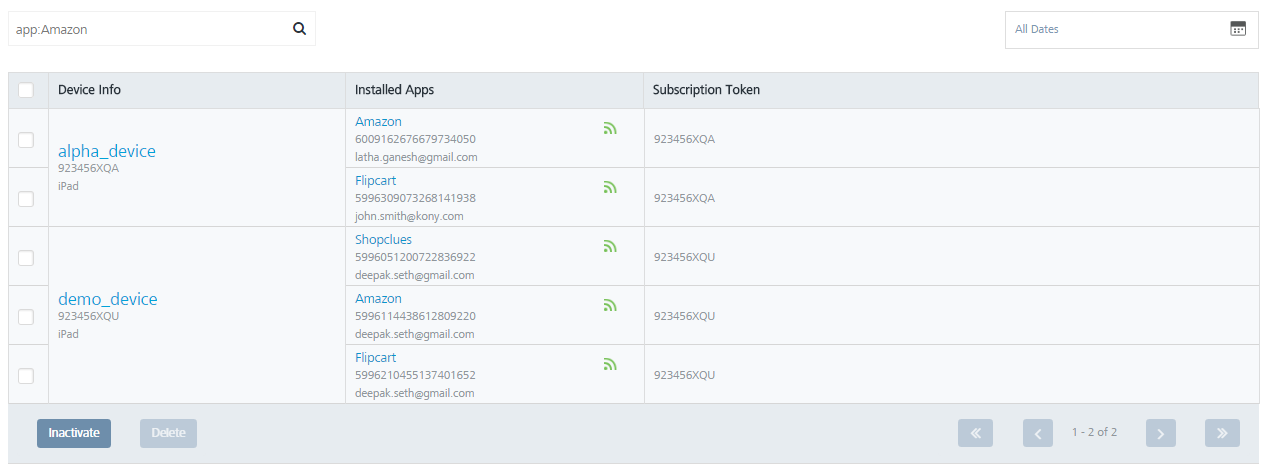 app:Amazon
All Dates
Device Info Installed Apps Subscription Token
alpha_device
923456XQA
iPad
Amazon
6009162676679734050
latha.ganesh@gmail.com
923456XQA
Flipcart
5996309073268141938
john.smith@kony.com
923456XQA
demo_device
923456XQU
iPad
Shopclues
5996051200722836922
deepak.seth@gmail.com
923456XQU
Amazon
5996114438612809220
deepak.seth@gmail.com
923456XQU
Flipcart
5996210455137401652
deepak.seth@gmail.com
923456XQU
Inactivate Delete 1 - 2 of 2